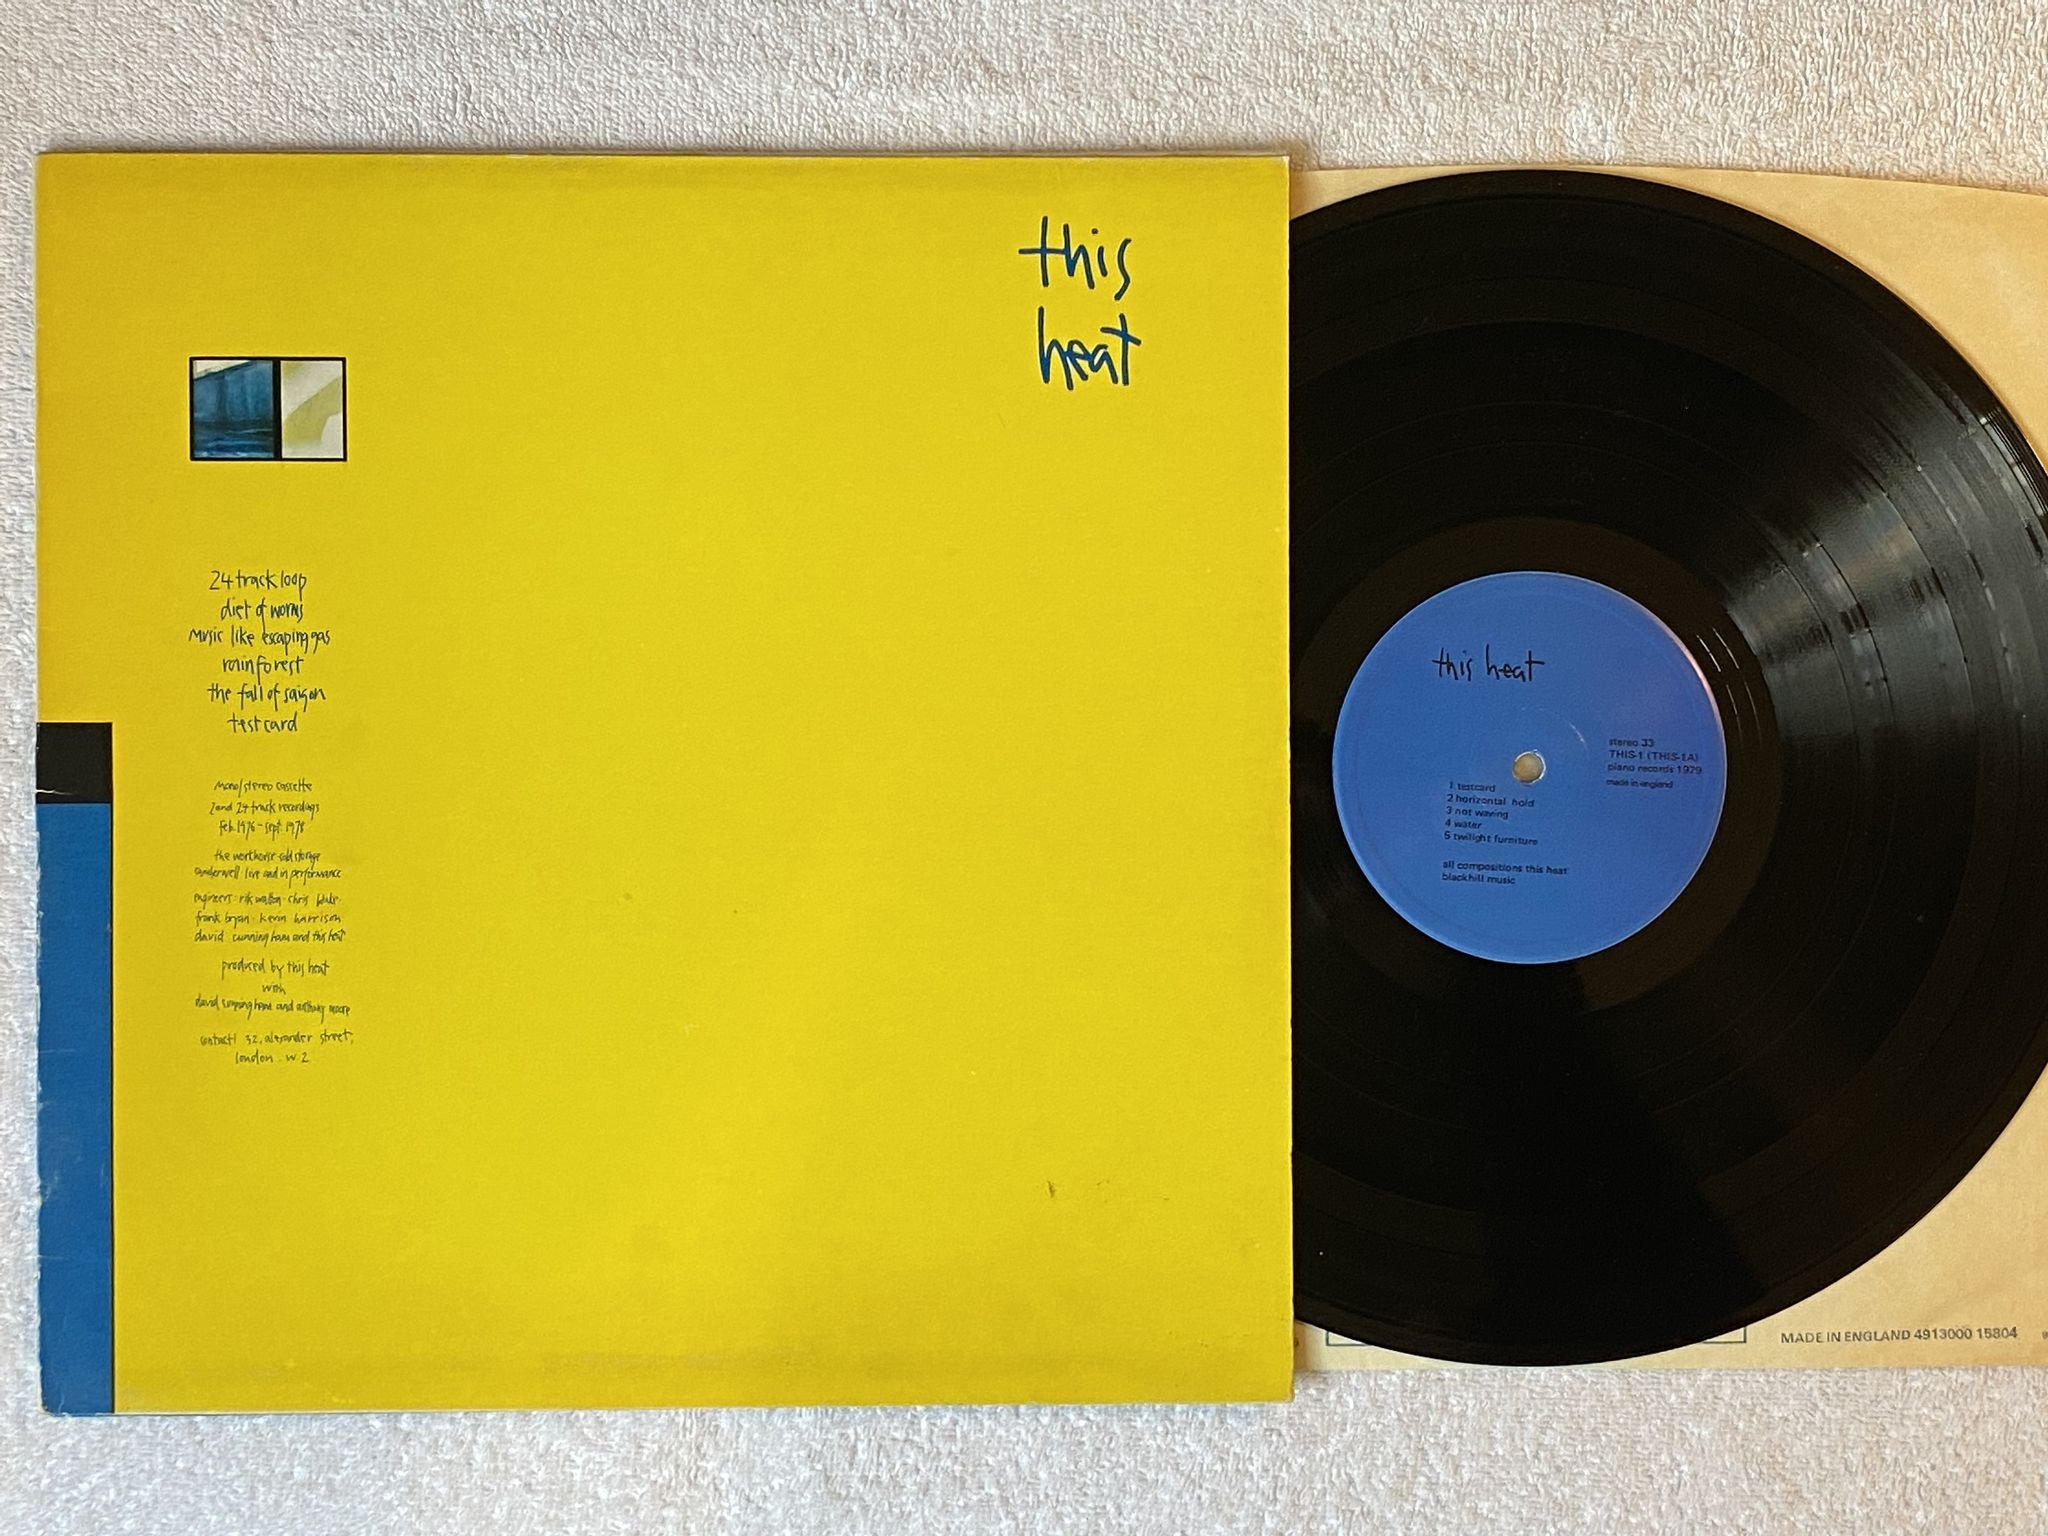 this
heat
24 track loop
diet of worms
music like escaping gas
rainforest
the fall of saigon
testcard
mono/stereo cassette
2 and 24 track recordings
feb. 1976 - sept. 1978
the workhouse cold storage
camberwell live and in performance
engineers: rik walton · chris blake
frank bryan · kevin harrison
david cunningham and this heat
produced by this heat
with
david cunningham and anthony moore
contact! 32, alexander street,
london. w.2
this heat
stereo 33
THIS-1 (THIS-1A)
piano records 1979
made in england
1 testcard
2 horizontal hold
3 not waving
4 water
5 twilight furniture
all compositions this heat
blackhill music
MADE IN ENGLAND 4913000 15804